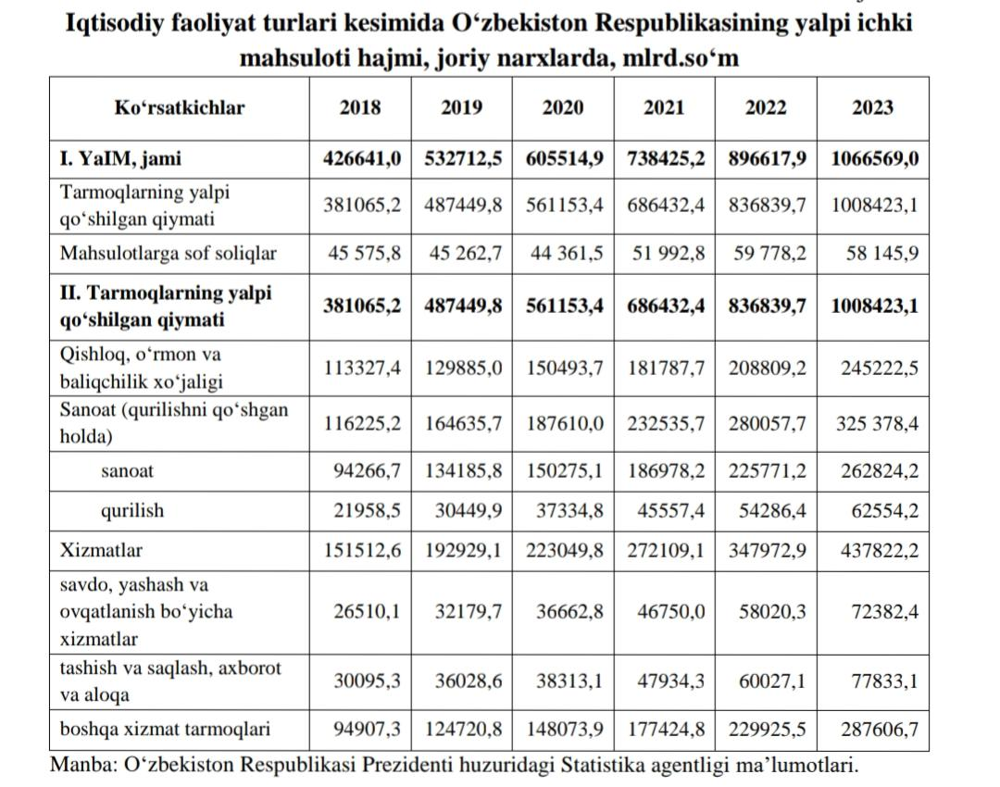 Iqtisodiy faoliyat turlari kesimida O‘zbekiston Respublikasining yalpi ichki
mahsuloti hajmi, joriy narxlarda, mlrd.so‘m
Ko‘rsatkichlar 2018 2019 2020 2021 2022 2023
I. YaIM, jami 426641,0 532712,5 605514,9 738425,2 896617,9 1066569,0
Tarmoqlarning yalpi
qo‘shilgan qiymati 381065,2 487449,8 561153,4 686432,4 836839,7 1008423,1
Mahsulotlarga sof soliqlar 45 575,8 45 262,7 44 361,5 51 992,8 59 778,2 58 145,9
II. Tarmoqlarning yalpi
qo‘shilgan qiymati 381065,2 487449,8 561153,4 686432,4 836839,7 1008423,1
Qishloq, o‘rmon va
baliqchilik xo‘jaligi 113327,4 129885,0 150493,7 181787,7 208809,2 245222,5
Sanoat (qurilishni qo‘shgan
holda) 116225,2 164635,7 187610,0 232535,7 280057,7 325 378,4
sanoat 94266,7 134185,8 150275,1 186978,2 225771,2 262824,2
qurilish 21958,5 30449,9 37334,8 45557,4 54286,4 62554,2
Xizmatlar 151512,6 192929,1 223049,8 272109,1 347972,9 437822,2
savdo, yashash va
ovqatlanish bo‘yicha
xizmatlar 26510,1 32179,7 36662,8 46750,0 58020,3 72382,4
tashish va saqlash, axborot
va aloqa 30095,3 36028,6 38313,1 47934,3 60027,1 77833,1
boshqa xizmat tarmoqlari 94907,3 124720,8 148073,9 177424,8 229925,5 287606,7
Manba: O‘zbekiston Respublikasi Prezidenti huzuridagi Statistika agentligi ma’lumotlari.